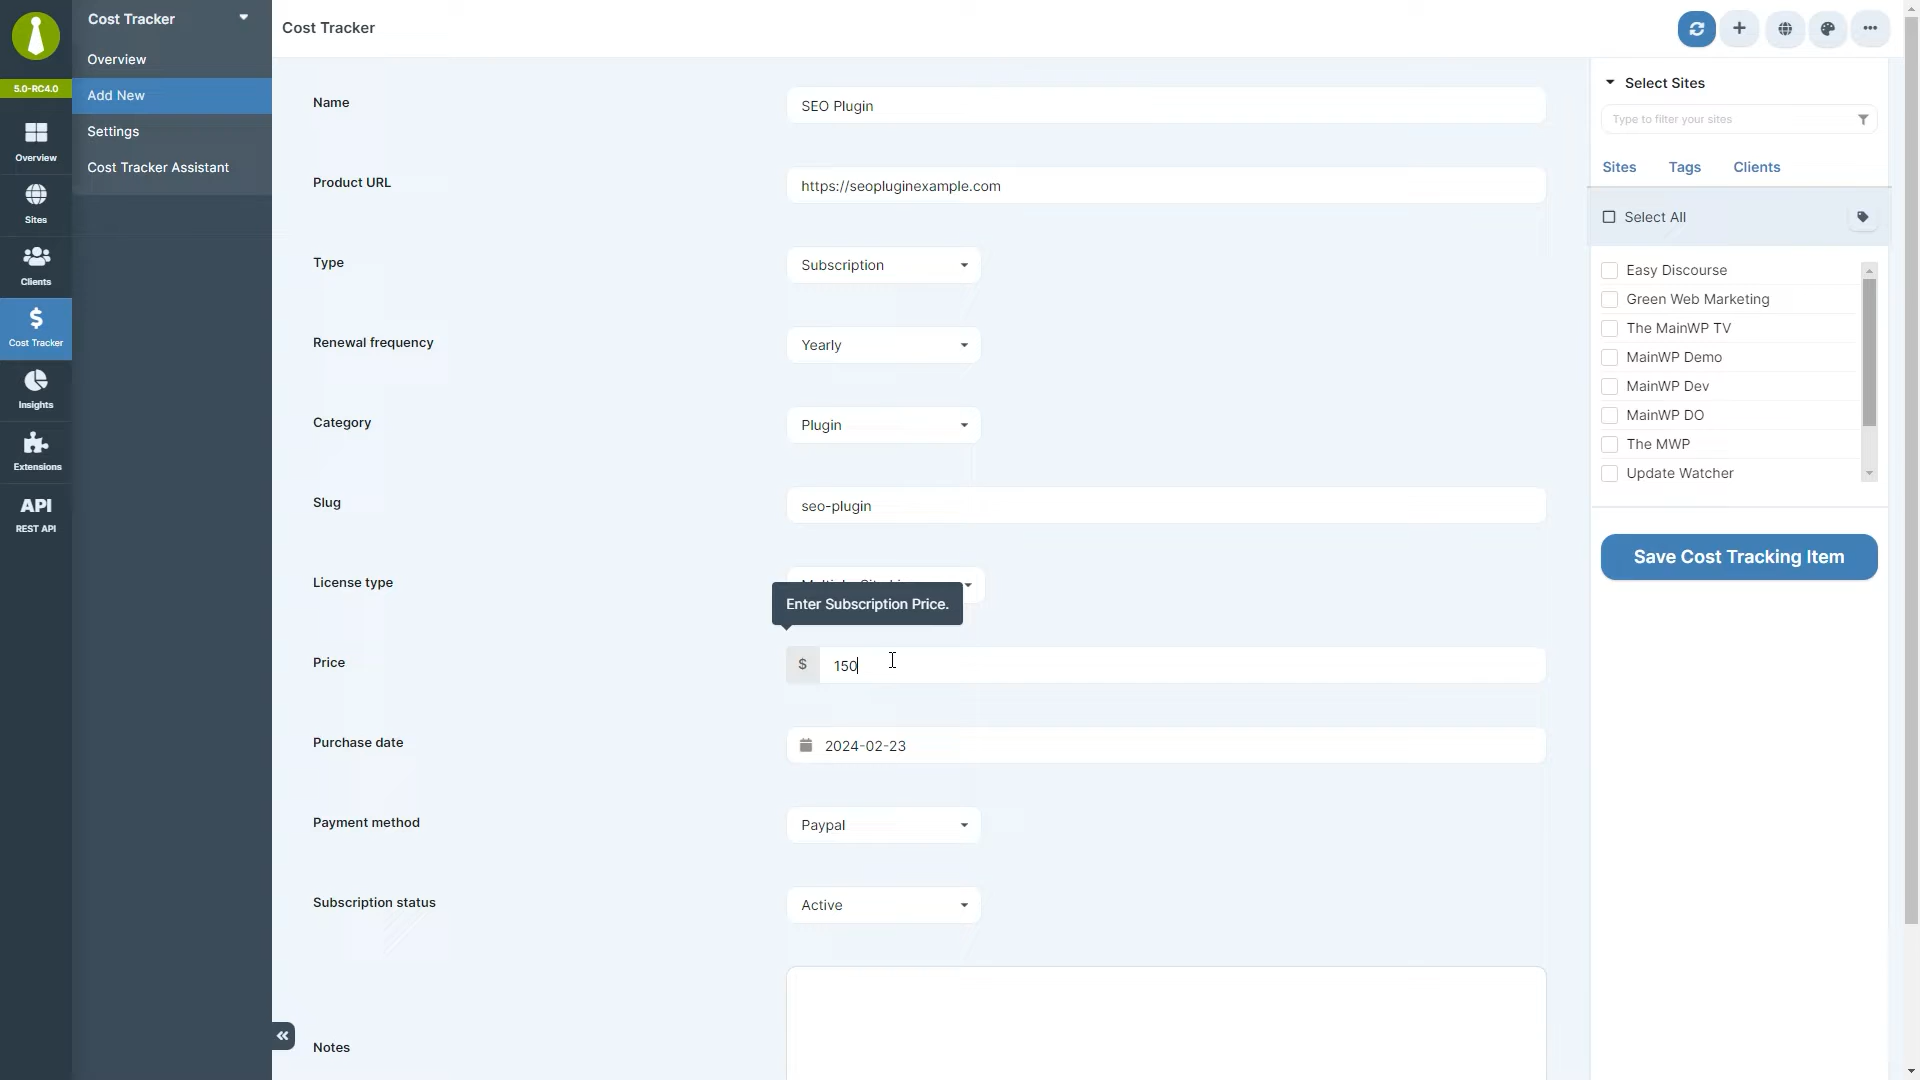 Cost Tracker
Cost Tracker
5.0-RC4.0
Overview
Add New
Settings
Cost Tracker Assistant
Overview
Sites
Clients
$
Cost Tracker
Insights
Extensions
API
REST API
Name
SEO Plugin
Product URL
https://seopluginexample.com
Type
Subscription
Renewal frequency
Yearly
Category
Plugin
Slug
seo-plugin
License type
Enter Subscription Price.
Price
$
150
Purchase date
2024-02-23
Payment method
Paypal
Subscription status
Active
Notes
Select Sites
Type to filter your sites
Sites
Tags
Clients
Select All
Easy Discourse
Green Web Marketing
The MainWP TV
MainWP Demo
MainWP Dev
MainWP DO
The MWP
Update Watcher
Save Cost Tracking Item